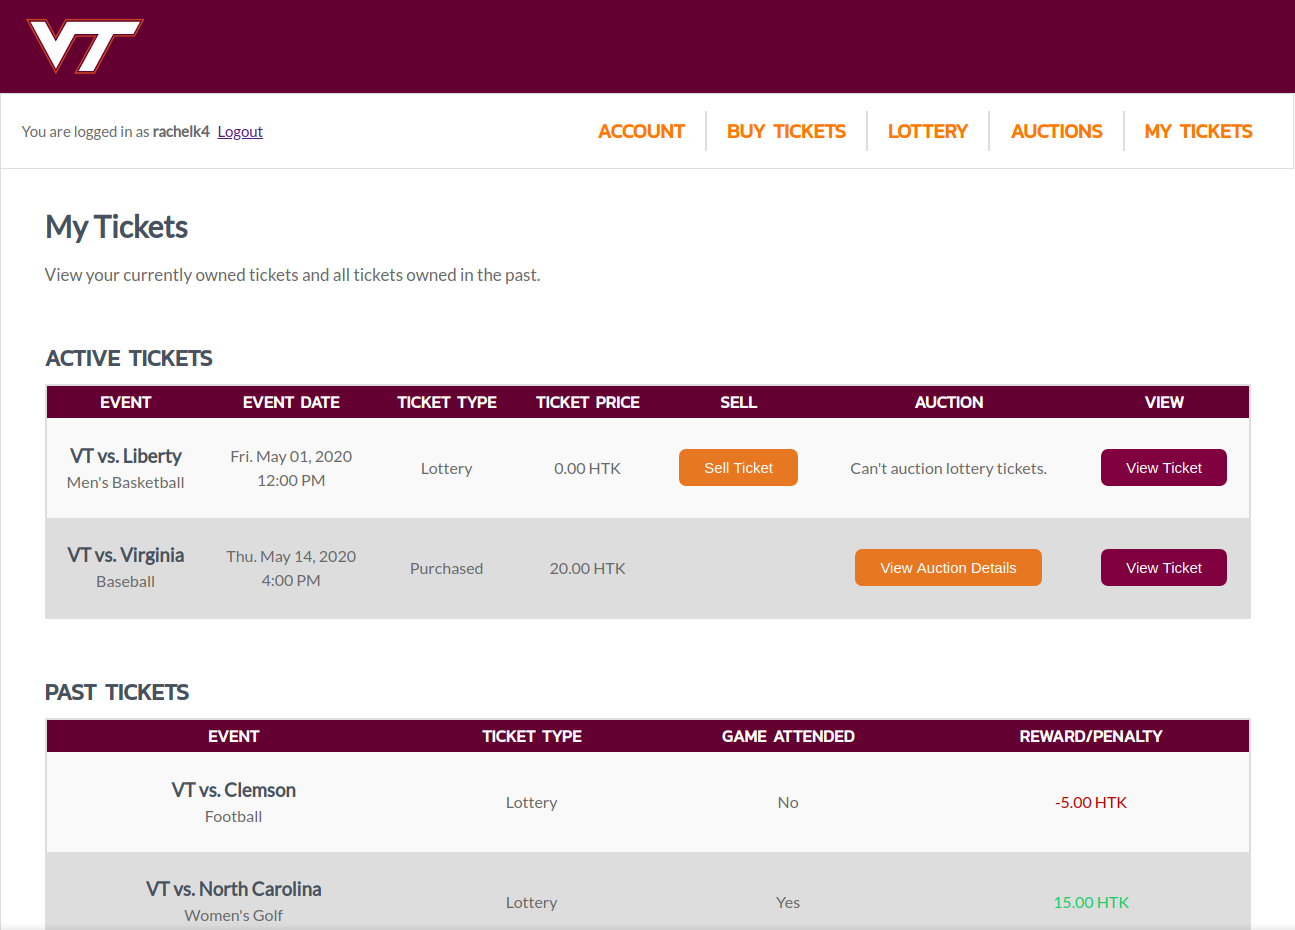 VT
You are logged in as rachelk4 Logout
ACCOUNT BUY TICKETS LOTTERY AUCTIONS MY TICKETS
My Tickets
View your currently owned tickets and all tickets owned in the past.
ACTIVE TICKETS
EVENT EVENT DATE TICKET TYPE TICKET PRICE SELL AUCTION VIEW
VT vs. Liberty
Men's Basketball
Fri. May 01, 2020
12:00 PM
Lottery
0.00 HTK
Sell Ticket
Can't auction lottery tickets.
View Ticket
VT vs. Virginia
Baseball
Thu. May 14, 2020
4:00 PM
Purchased
20.00 HTK
View Auction Details
View Ticket
PAST TICKETS
EVENT TICKET TYPE GAME ATTENDED REWARD/PENALTY
VT vs. Clemson
Football
Lottery
No
-5.00 HTK
VT vs. North Carolina
Women's Golf
Lottery
Yes
15.00 HTK